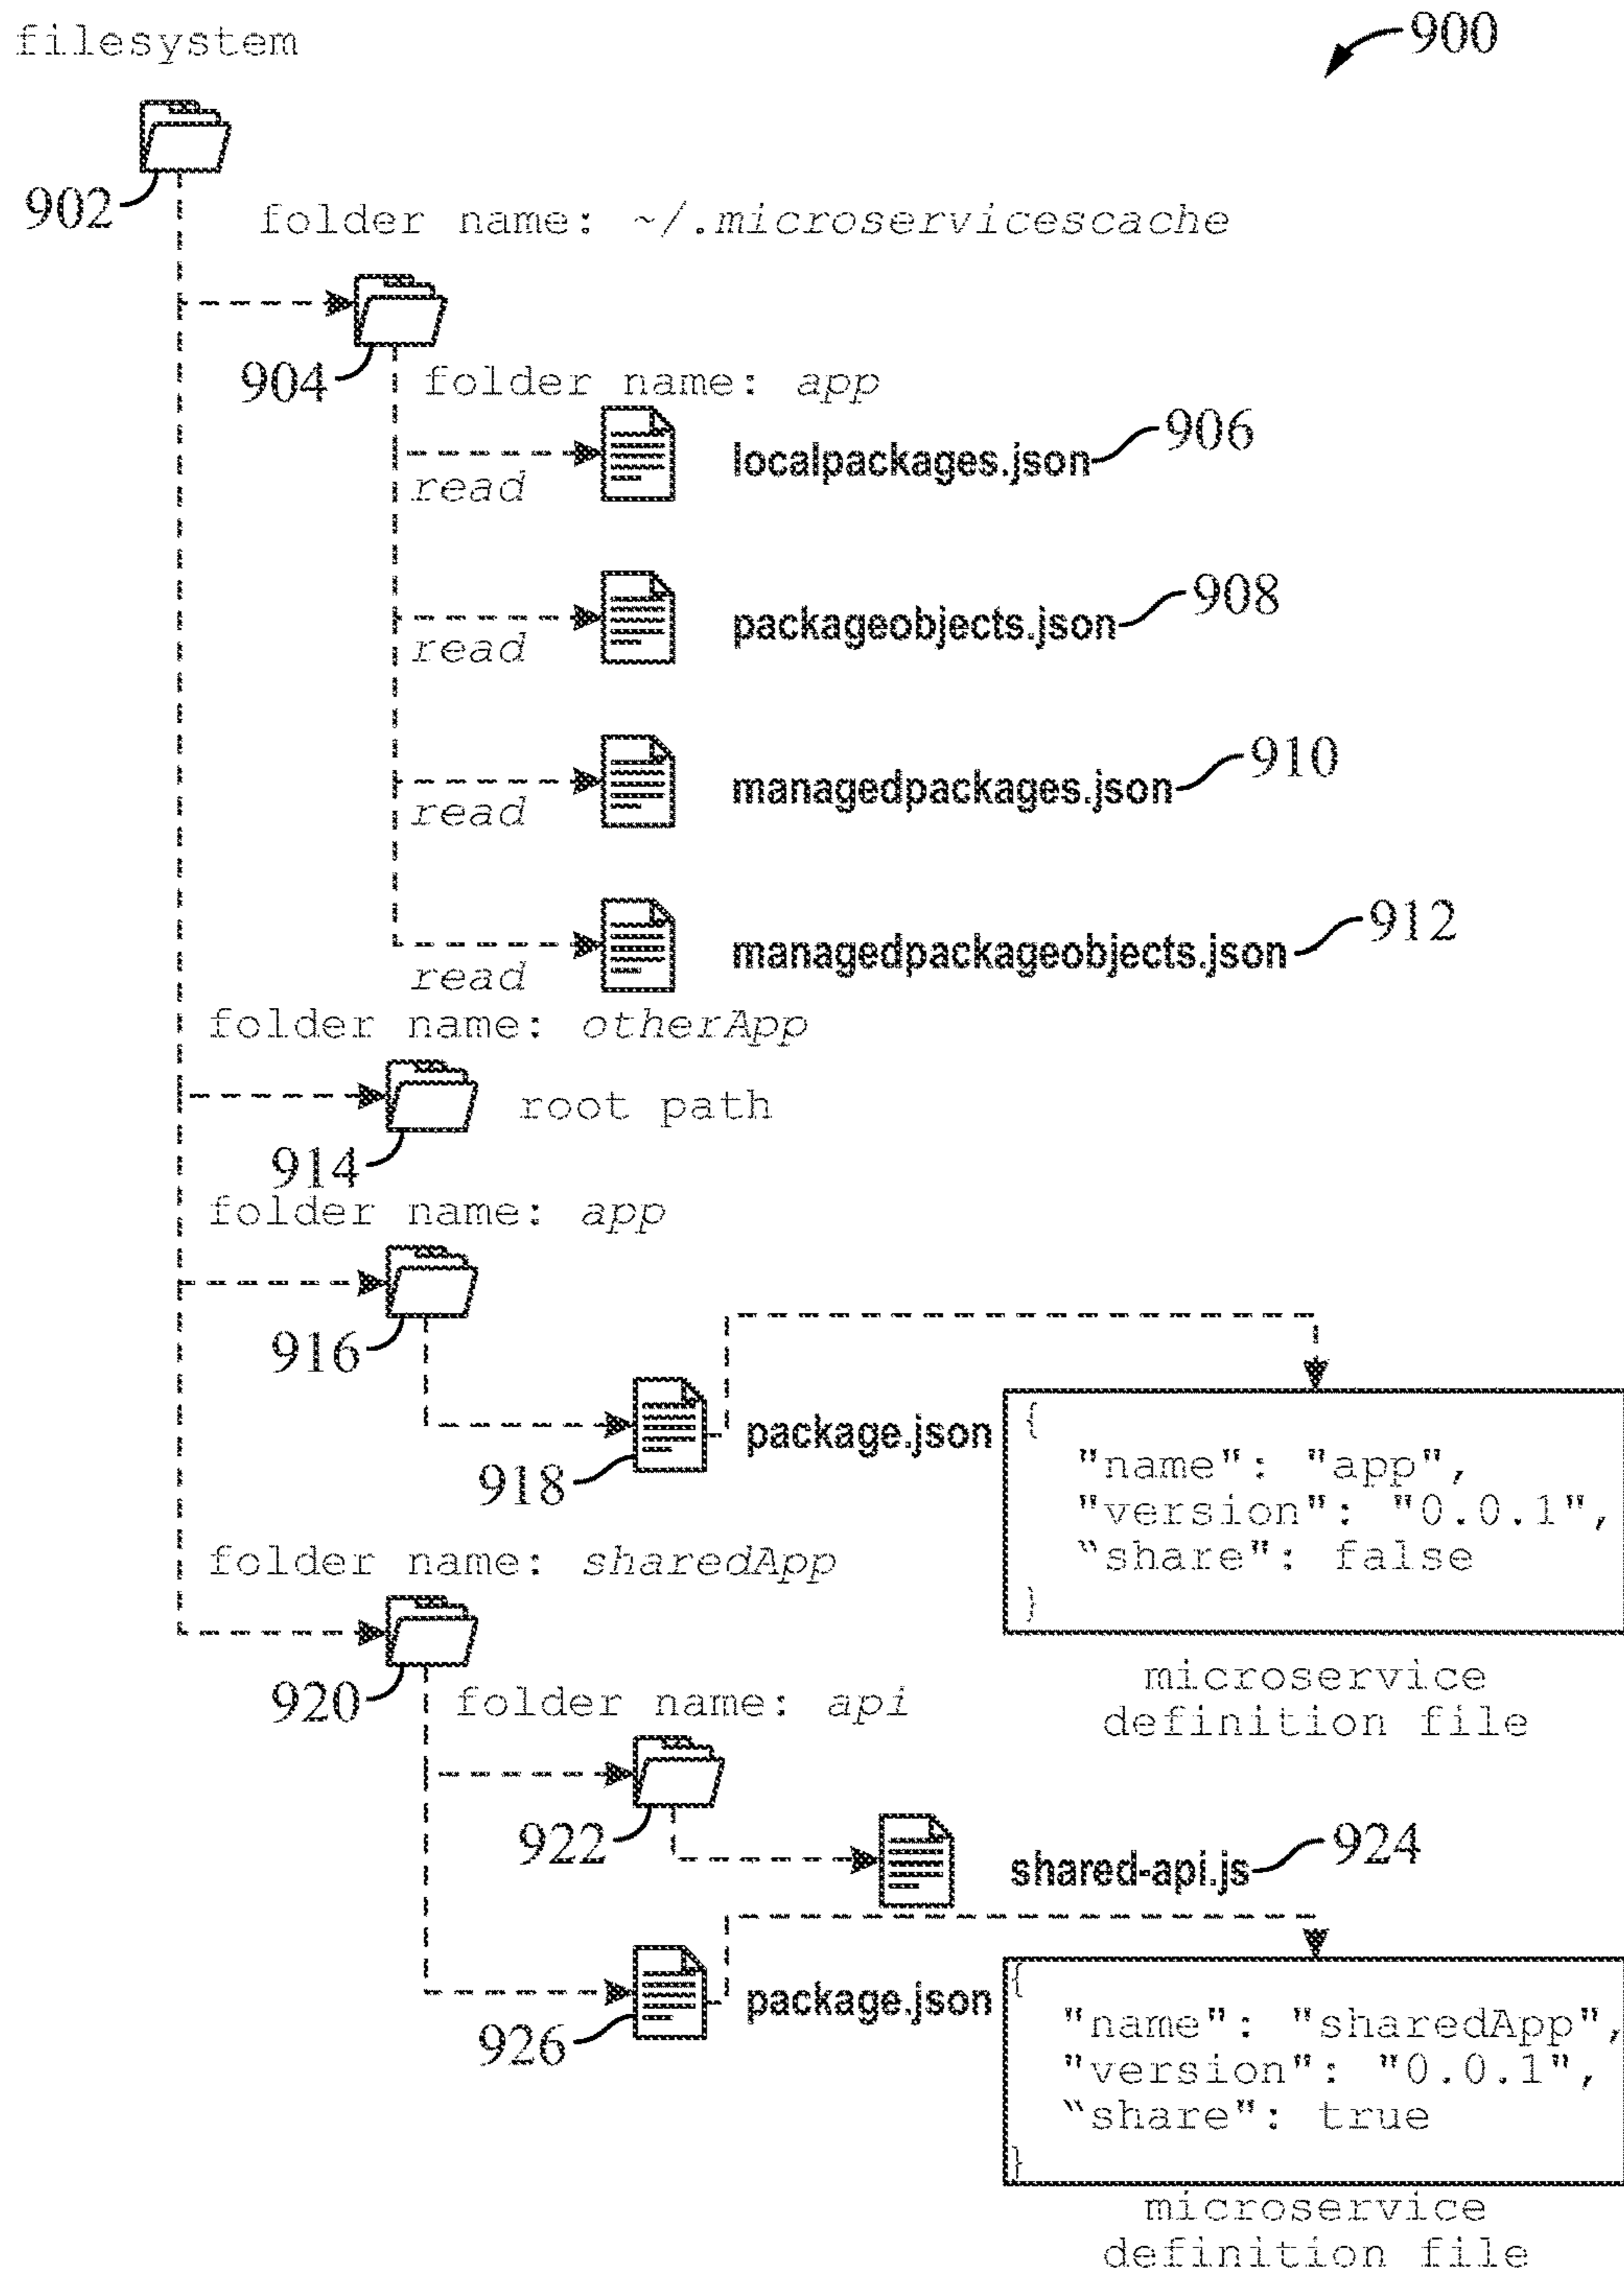 filesystem
900
902
folder name: ~/.microservicescache
904
folder name: app
localpackages.json
906
read
packageobjects.json
908
read
managedpackages.json
910
read
managedpackageobjects.json
912
read
folder name: otherApp
root path
914
folder name: app
916
package.json
918
{
"name": "app",
"version": "0.0.1",
“share": false
}
microservice
definition file
folder name: sharedApp
920
folder name: api
922
shared-api.js
924
package.json
926
{
"name": "sharedApp",
"version": "0.0.1",
“share": true
}
microservice
definition file